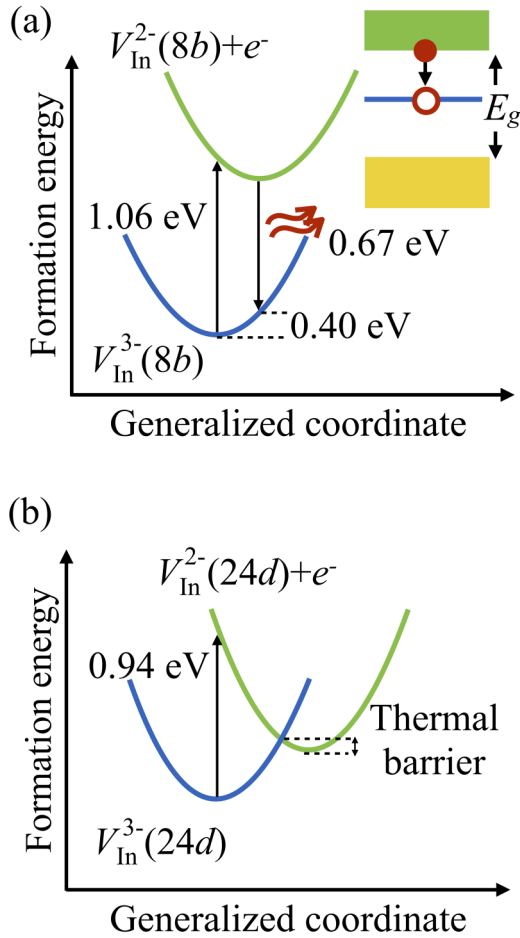 (a)
V_In^2-(8b)+e^-
E_g
Formation energy
1.06 eV
0.67 eV
0.40 eV
V_In^3-(8b)
Generalized coordinate
(b)
V_In^2-(24d)+e^-
Formation energy
0.94 eV
Thermal
barrier
V_In^3-(24d)
Generalized coordinate